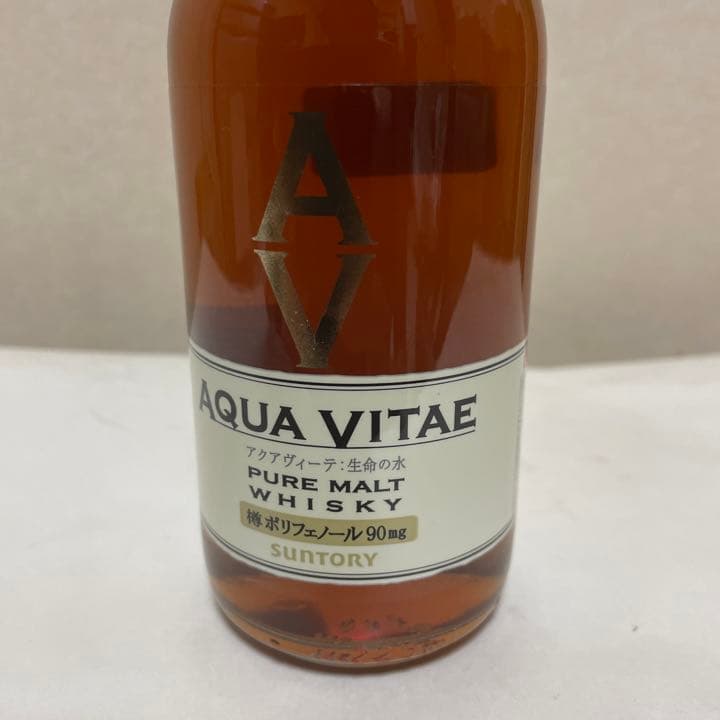 A
V
AQUA VITAE
アクアヴィーテ:生命の水
PURE MALT
WHISKY
樽ポリフェノール90mg
SUNTORY